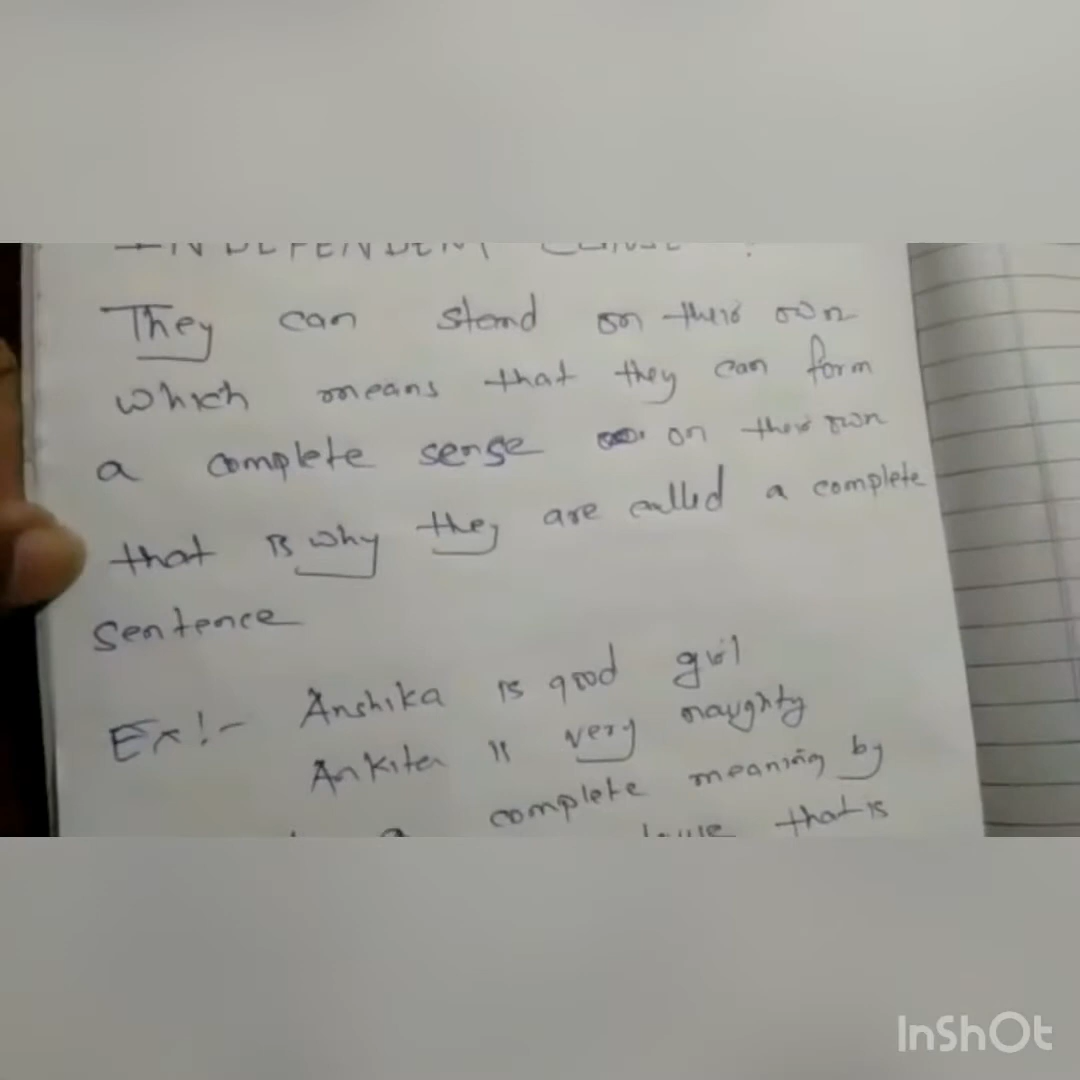 INDEPENDENT CLAUSE ?
They can stand on their own
which means that they can form
a complete sense on their own
that is why they are called a complete
sentence
Ex!- Anshika is good girl
Ankita is very naughty
complete meaning by
that is
InShOt